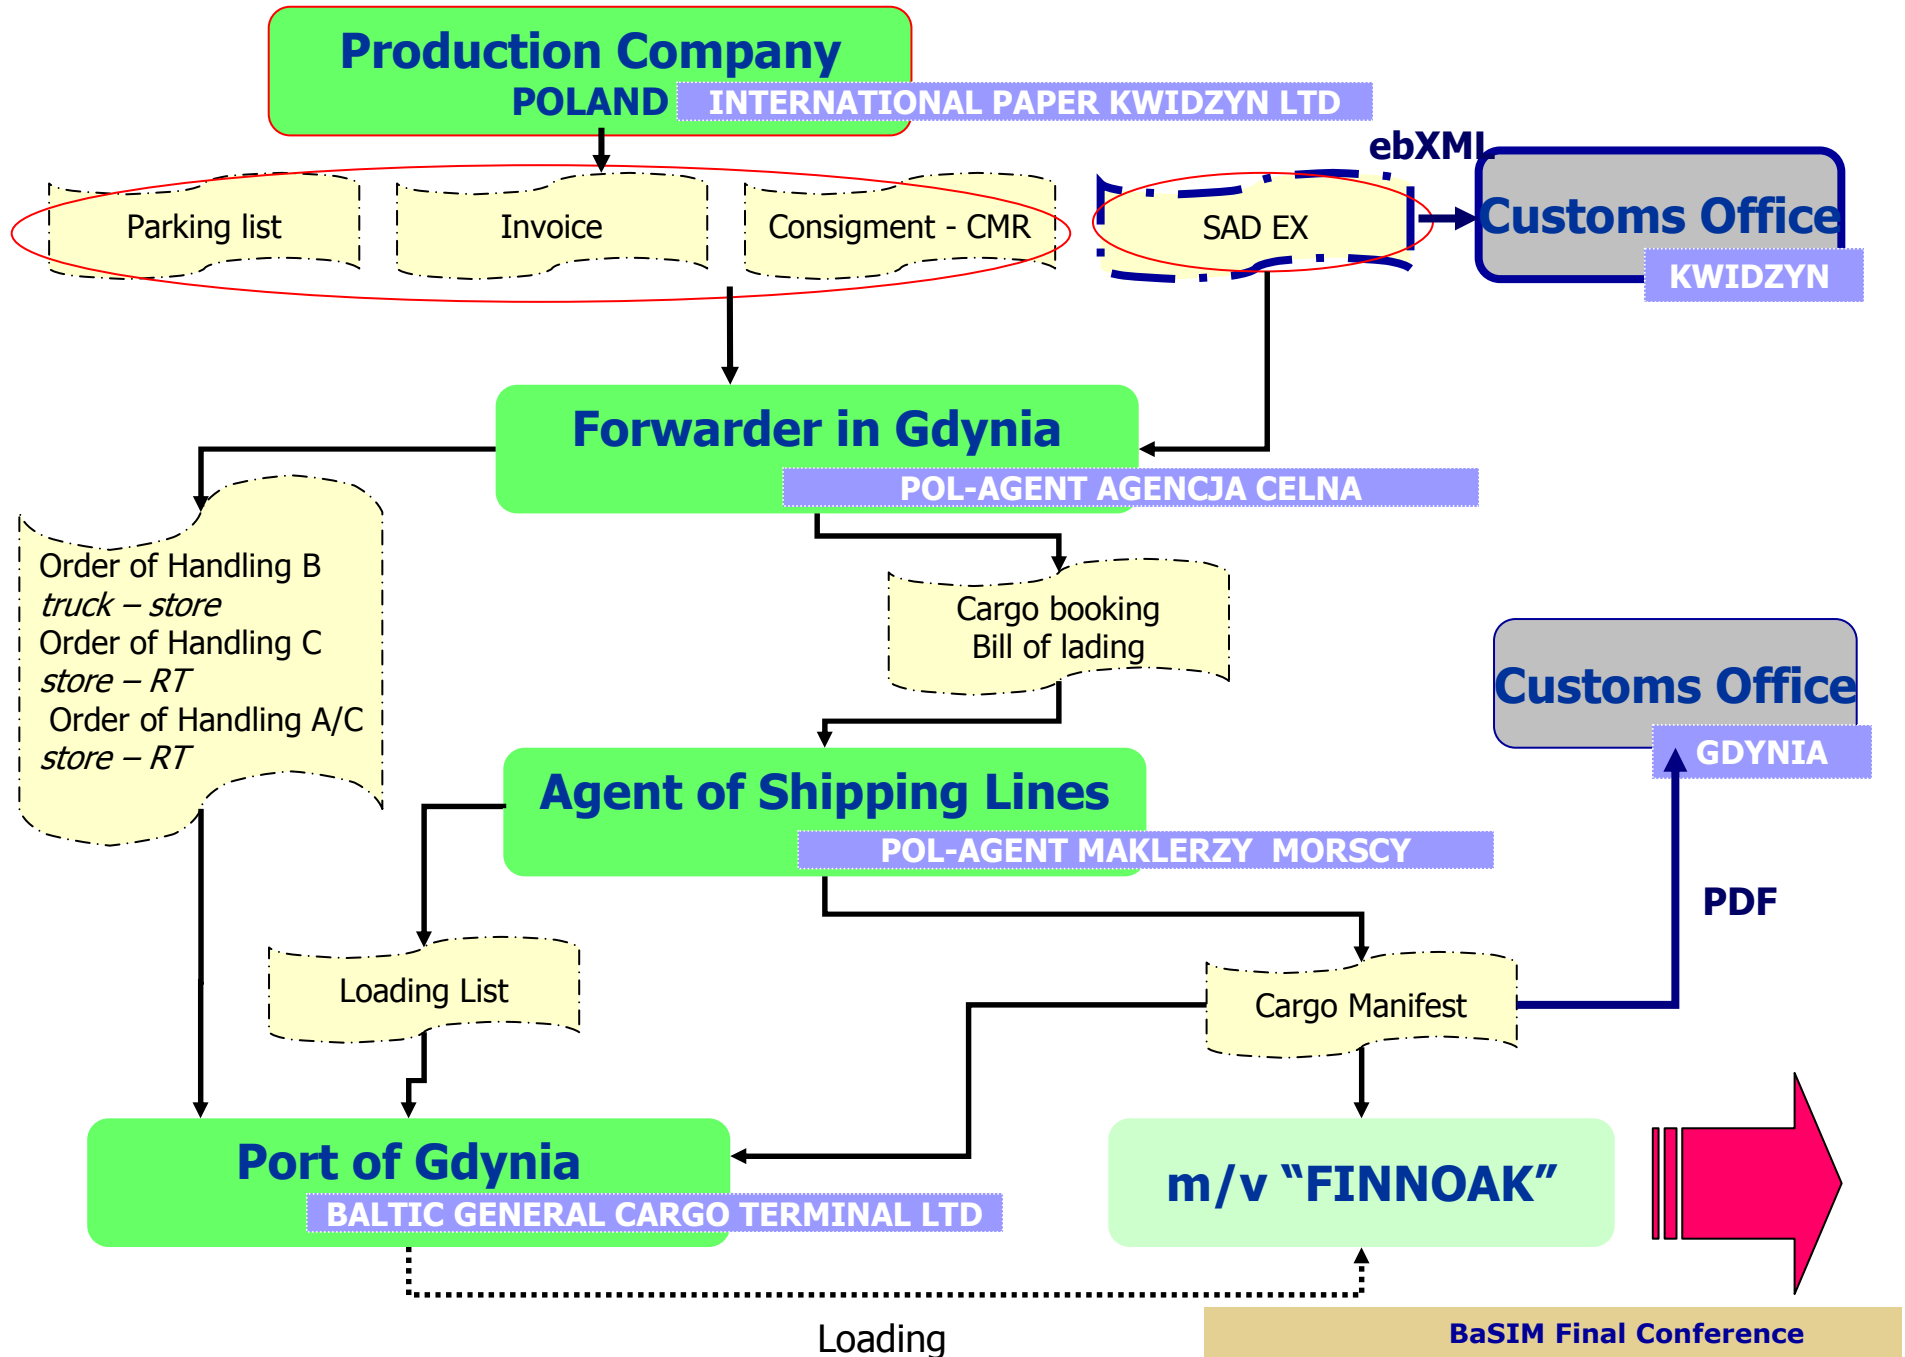 Production Company
POLAND
INTERNATIONAL PAPER KWIDZYN LTD
ebXML
Parking list
Invoice
Consigment - CMR
SAD EX
Customs Office
KWIDZYN
Forwarder in Gdynia
POL-AGENT AGENCJA CELNA
Order of Handling B
truck – store
Order of Handling C
store – RT
Order of Handling A/C
store – RT
Cargo booking
Bill of lading
Customs Office
GDYNIA
Agent of Shipping Lines
POL-AGENT MAKLERZY MORSCY
PDF
Loading List
Cargo Manifest
Port of Gdynia
BALTIC GENERAL CARGO TERMINAL LTD
m/v “FINNOAK”
Loading
BaSIM Final Conference